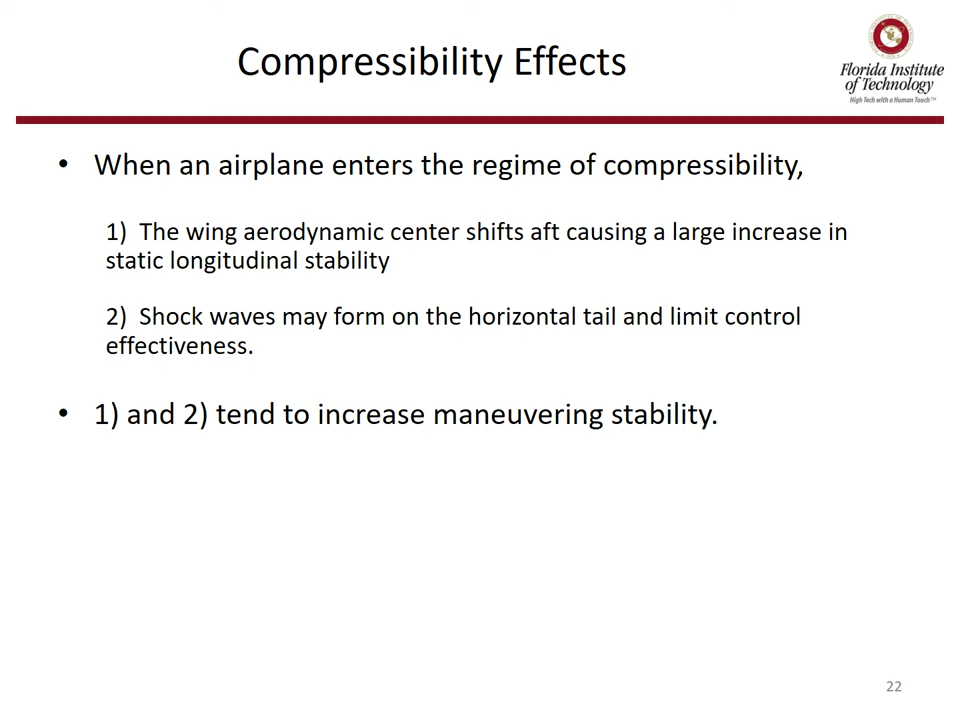 Compressibility Effects
Florida Institute
of Technology
High Tech with a Human Touch™
• When an airplane enters the regime of compressibility,
1) The wing aerodynamic center shifts aft causing a large increase in
static longitudinal stability
2) Shock waves may form on the horizontal tail and limit control
effectiveness.
• 1) and 2) tend to increase maneuvering stability.
22